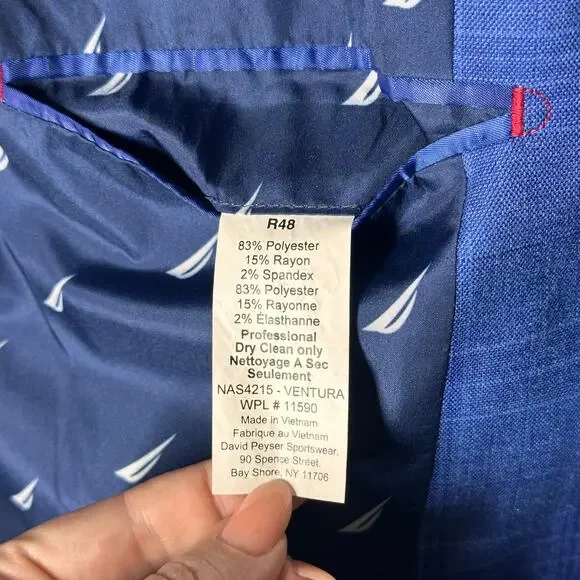 R48
83% Polyester
15% Rayon
2% Spandex
83% Polyester
15% Rayonne
2% Élasthanne
Professional
Dry Clean only
Nettoyage A Sec
Seulement
NAS4215 - VENTURA
WPL # 11590
Made in Vietnam
Fabrique au Vietnam
David Peyser Sportswear,
90 Spence Street.
Bay Shore, NY 11706